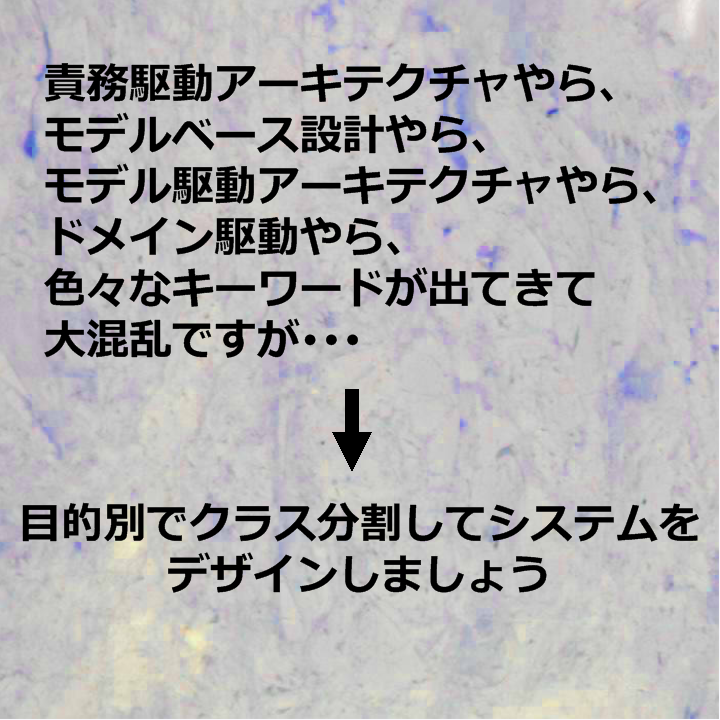 責務駆動アーキテクチャやら、
モデルベース設計やら、
モデル駆動アーキテクチャやら、
ドメイン駆動やら、
色々なキーワードが出てきて
大混乱ですが･･･
目的別でクラス分割してシステムを
デザインしましょう